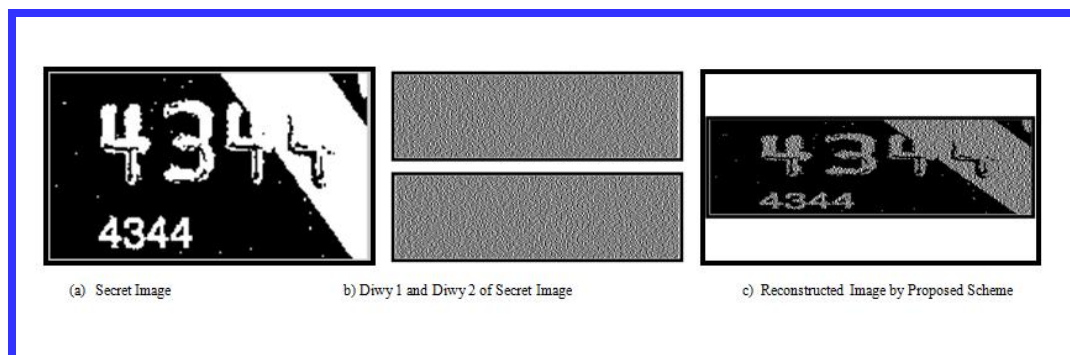 4344
4344
4344
4344
(a) Secret Image
b) Diwy 1 and Diwy 2 of Secret Image
c) Reconstructed Image by Proposed Scheme